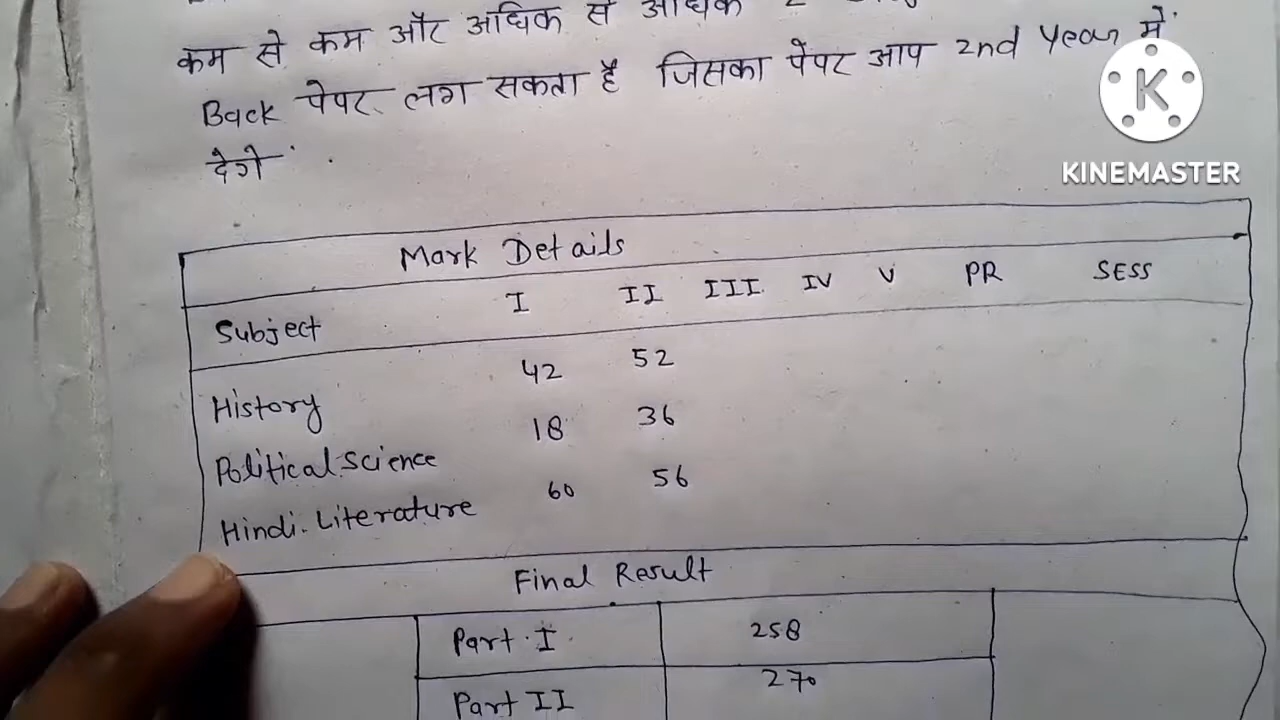 कम से कम और अधिक से अधिक 2
Back पेपर लग सकता है जिसका पेपर आप 2nd Year में
देगें
K
KINEMASTER
Mark Details
Subject I II III IV V PR SESS
History 42 52
Political Science 18 36
Hindi. Literature 60 56
Final Result
Part. I 258
Part II 270